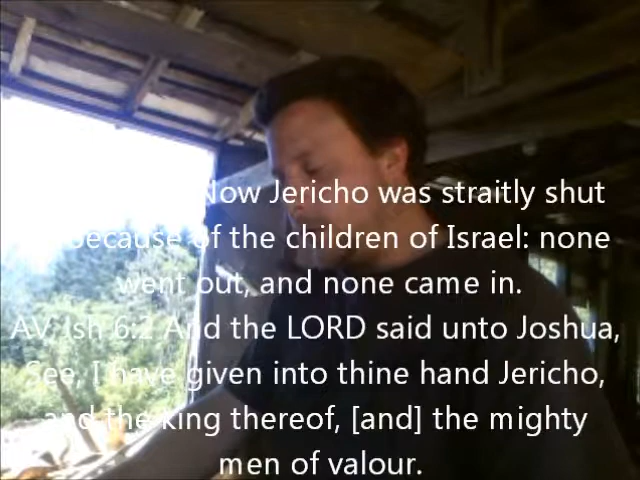 Now Jericho was straitly shut
because of the children of Israel: none
went out, and none came in.
AV Jsh 6:2 And the LORD said unto Joshua,
See, I have given into thine hand Jericho,
and the king thereof, [and] the mighty
men of valour.